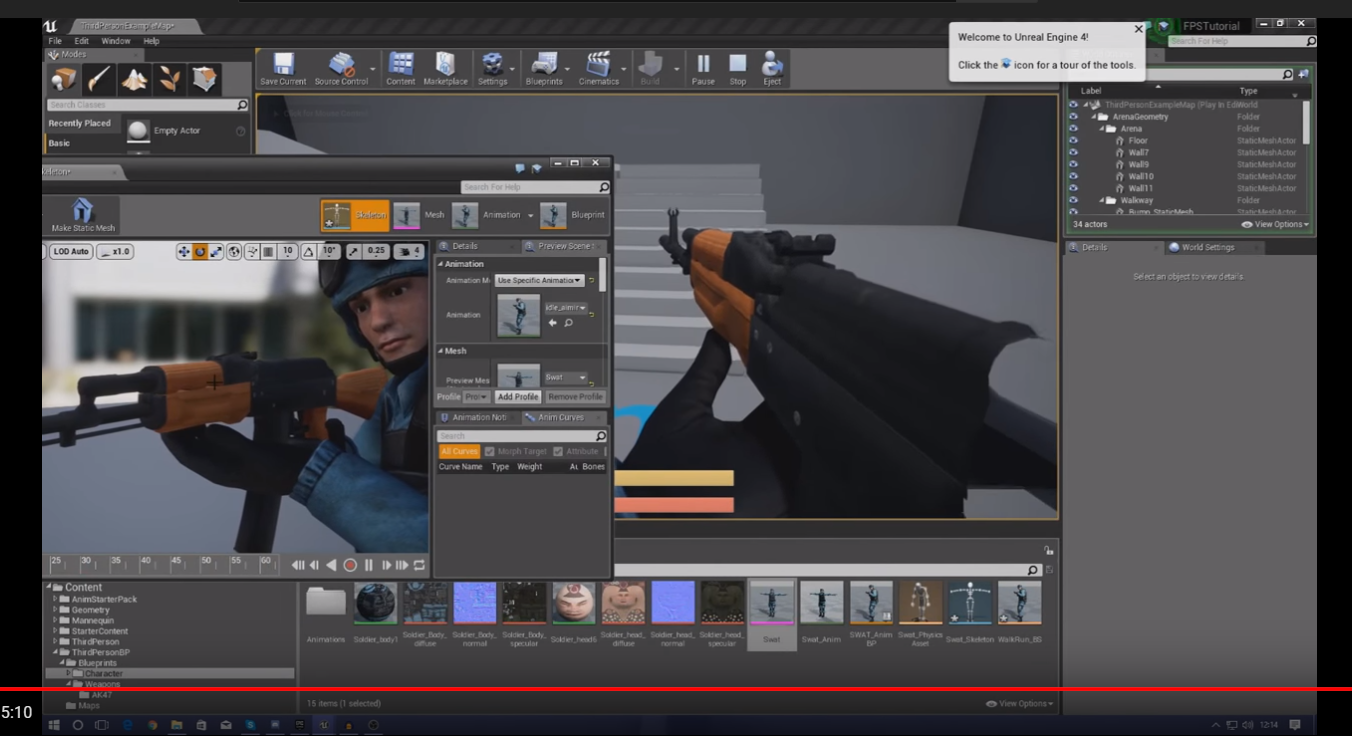 ThirdPersonExampleMap
FPSTutorial
File Edit Window Help
Search For Help
Modes
Welcome to Unreal Engine 4!
Click the icon for a tour of the tools.
Save Current Source Control Content Marketplace Settings Blueprints Cinematics Build Pause Stop Eject
Search Classes
Recently Placed
Basic
Empty Actor
Label Type
ThirdPersonExampleMap (Play In Edi World
ArenaGeometry Folder
Arena Folder
Floor StaticMeshActor
Wall7 StaticMeshActor
Wall9 StaticMeshActor
Wall10 StaticMeshActor
Wall11 StaticMeshActor
Walkway Folder
Bump_StaticMesh StaticMeshActor
34 actors View Options
Details World Settings
Select an object to view details.
keleton*
Search For Help
Make Static Mesh
Skeleton Mesh Animation Blueprint
LOD Auto x1.0 10 10° 0.25 4
Details Preview Scene
Animation
Animation M Use Specific Animation
Animation
Idle_aimir
Mesh
Preview Mes Swat
Profile Pro Add Profile Remove Profile
Animation Noti Anim Curves
Search
All Curves Morph Target Attribute
Curve Name Type Weight Au Bones
25 30 35 40 45 50 55 60
Content
AnimStarterPack
Geometry
Mannequin
StarterContent
ThirdPerson
ThirdPersonBP
Blueprints
Character
Weapons
AK47
Maps
Animations
Soldier_body1
Soldier_Body_diffuse
Soldier_Body_normal
Soldier_Body_specular
Soldier_head6
Soldier_head_diffuse
Soldier_head_normal
Soldier_head_specular
Swat
Swat_Anim
SWAT_Anim BP
Swat_Physics Asset
Swat_Skeleton
WalkRun_BS
15 items (1 selected) View Options
5:10
12:14